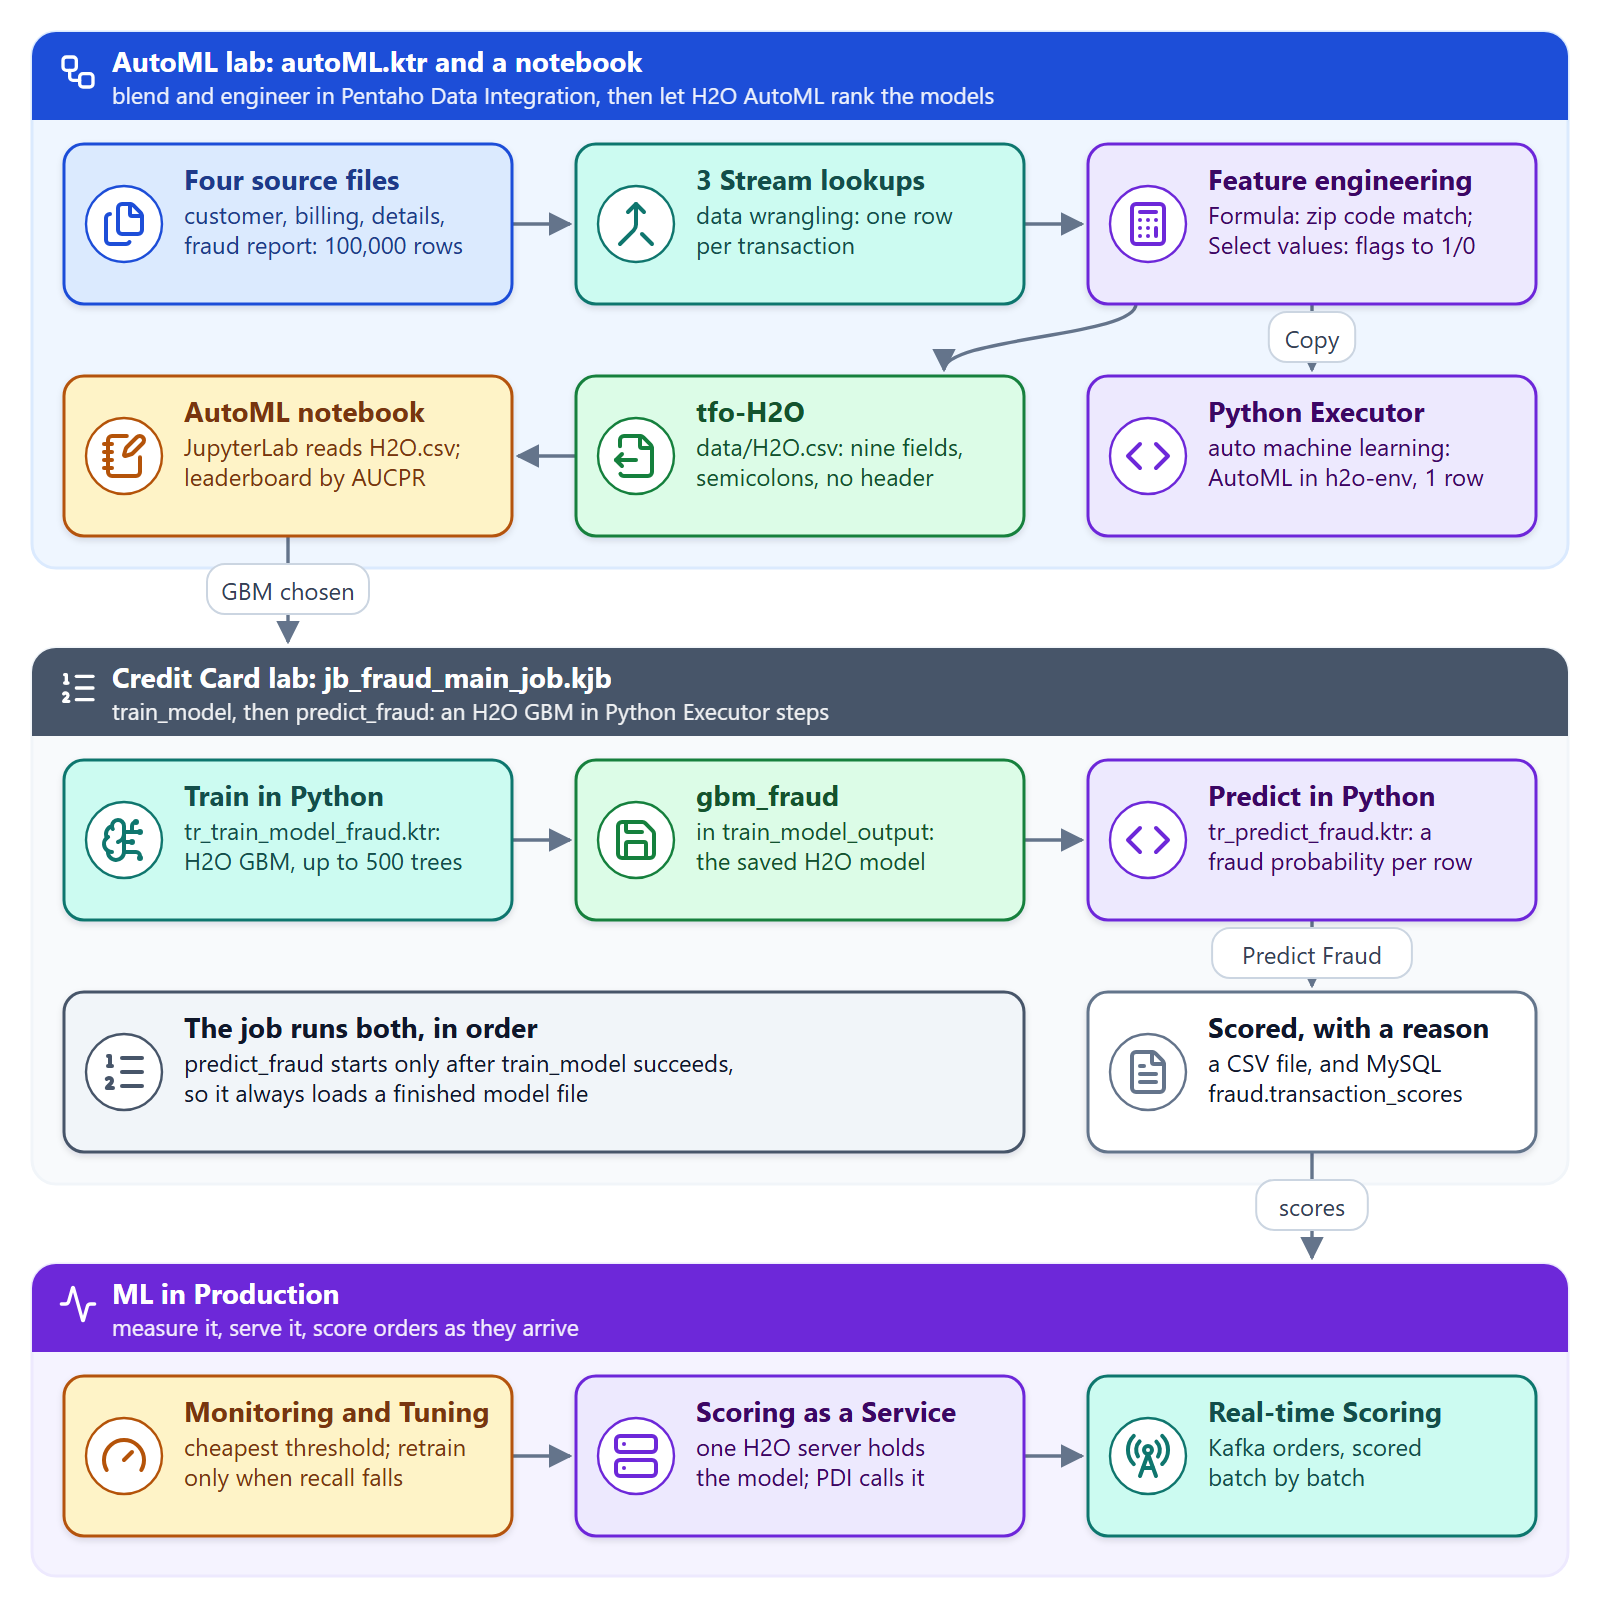 AutoML lab: autoML.ktr and a notebook
blend and engineer in Pentaho Data Integration, then let H2O AutoML rank the models
Four source files
customer, billing, details,
fraud report: 100,000 rows
3 Stream lookups
data wrangling: one row
per transaction
Feature engineering
Formula: zip code match;
Select values: flags to 1/0
Copy
AutoML notebook
JupyterLab reads H2O.csv;
leaderboard by AUCPR
tfo-H2O
data/H2O.csv: nine fields,
semicolons, no header
Python Executor
auto machine learning:
AutoML in h2o-env, 1 row
GBM chosen
1
2
Credit Card lab: jb_fraud_main_job.kjb
train_model, then predict_fraud: an H2O GBM in Python Executor steps
Train in Python
tr_train_model_fraud.ktr:
H2O GBM, up to 500 trees
gbm_fraud
in train_model_output:
the saved H2O model
Predict in Python
tr_predict_fraud.ktr: a
fraud probability per row
Predict Fraud
1
2
The job runs both, in order
predict_fraud starts only after train_model succeeds,
so it always loads a finished model file
Scored, with a reason
a CSV file, and MySQL
fraud.transaction_scores
scores
ML in Production
measure it, serve it, score orders as they arrive
Monitoring and Tuning
cheapest threshold; retrain
only when recall falls
Scoring as a Service
one H2O server holds
the model; PDI calls it
Real-time Scoring
Kafka orders, scored
batch by batch